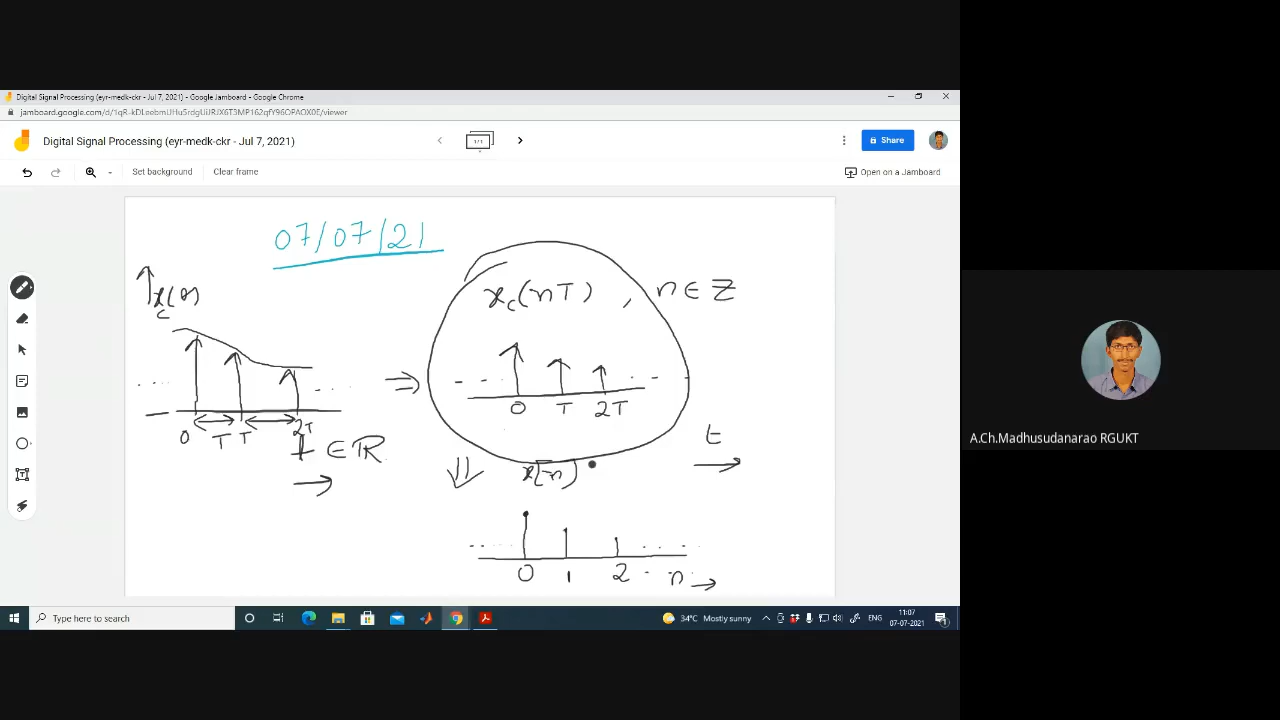 Digital Signal Processing (eyr-medk-ckr - Jul 7, 2021) - Google Jamboard - Google Chrome
Digital Signal Processing (eyr-medk-ckr - Jul 7, 2021)
1/1
Share
Set background
Clear frame
Open on a Jamboard
07/07/21
x_c(nT) , n ∈ Z
0 T 2T
0 T T 2T
t ∈ ℝ
t
x[n]
0 1 2 n
A.Ch.Madhusudanarao RGUKT
Type here to search
34°C Mostly sunny
ENG
11:07
07-07-2021